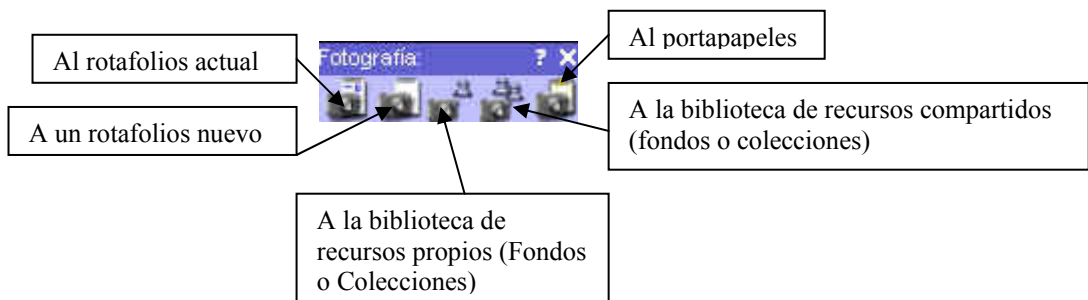 Al rotafolios actual
A un rotafolios nuevo
Fotografía ? X
Al portapapeles
A la biblioteca de recursos compartidos
(fondos o colecciones)
A la biblioteca de
recursos propios (Fondos
o Colecciones)